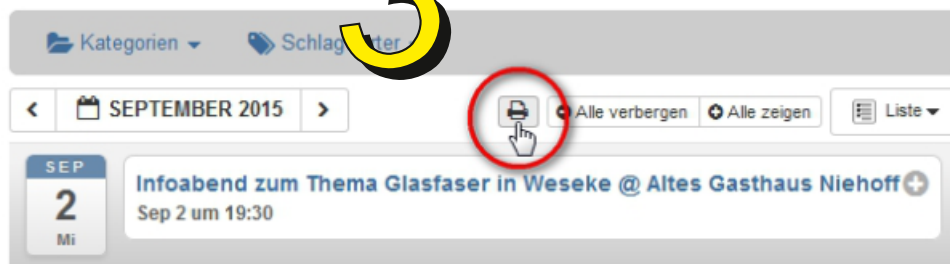 Kategorien
SEPTEMBER 2015
Alle verbergen
Alle zeigen
Liste
SEP
2
Mi
Infoabend zum Thema Glasfaser in Weseke @ Altes Gasthaus Niehoff
Sep 2 um 19:30